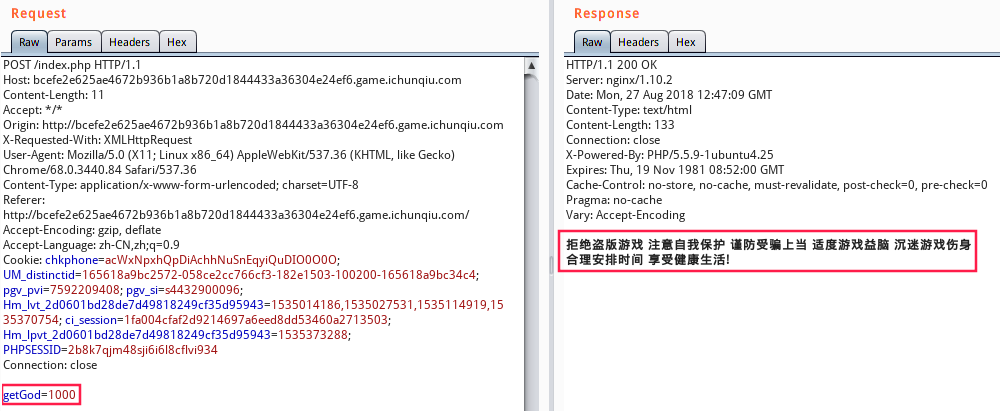 Request
Raw Params Headers Hex
POST /index.php HTTP/1.1
Host: bcefe2e625ae4672b936b1a8b720d1844433a36304e24ef6.game.ichunqiu.com
Content-Length: 11
Accept: */*
Origin: http://bcefe2e625ae4672b936b1a8b720d1844433a36304e24ef6.game.ichunqiu.com
X-Requested-With: XMLHttpRequest
User-Agent: Mozilla/5.0 (X11; Linux x86_64) AppleWebKit/537.36 (KHTML, like Gecko)
Chrome/68.0.3440.84 Safari/537.36
Content-Type: application/x-www-form-urlencoded; charset=UTF-8
Referer:
http://bcefe2e625ae4672b936b1a8b720d1844433a36304e24ef6.game.ichunqiu.com/
Accept-Encoding: gzip, deflate
Accept-Language: zh-CN,zh;q=0.9
Cookie: chkphone=acWxNpxhQpDiAchhNuSnEqyiQuDIO0O0O;
UM_distinctid=165618a9bc2572-058ce2cc766cf3-182e1503-100200-165618a9bc34c4;
pgv_pvi=7592209408; pgv_si=s4432900096;
Hm_lvt_2d0601bd28de7d49818249cf35d95943=1535014186,1535027531,1535114919,15
35370754; ci_session=1fa004cfaf2d9214697a6eed8dd53460a2713503;
Hm_lpvt_2d0601bd28de7d49818249cf35d95943=1535373288;
PHPSESSID=2b8k7qjm48sji6i6l8cflvi934
Connection: close
getGod=1000
Response
Raw Headers Hex
HTTP/1.1 200 OK
Server: nginx/1.10.2
Date: Mon, 27 Aug 2018 12:47:09 GMT
Content-Type: text/html
Content-Length: 133
Connection: close
X-Powered-By: PHP/5.5.9-1ubuntu4.25
Expires: Thu, 19 Nov 1981 08:52:00 GMT
Cache-Control: no-store, no-cache, must-revalidate, post-check=0, pre-check=0
Pragma: no-cache
Vary: Accept-Encoding
拒绝盗版游戏 注意自我保护 谨防受骗上当 适度游戏益脑 沉迷游戏伤身
合理安排时间 享受健康生活!